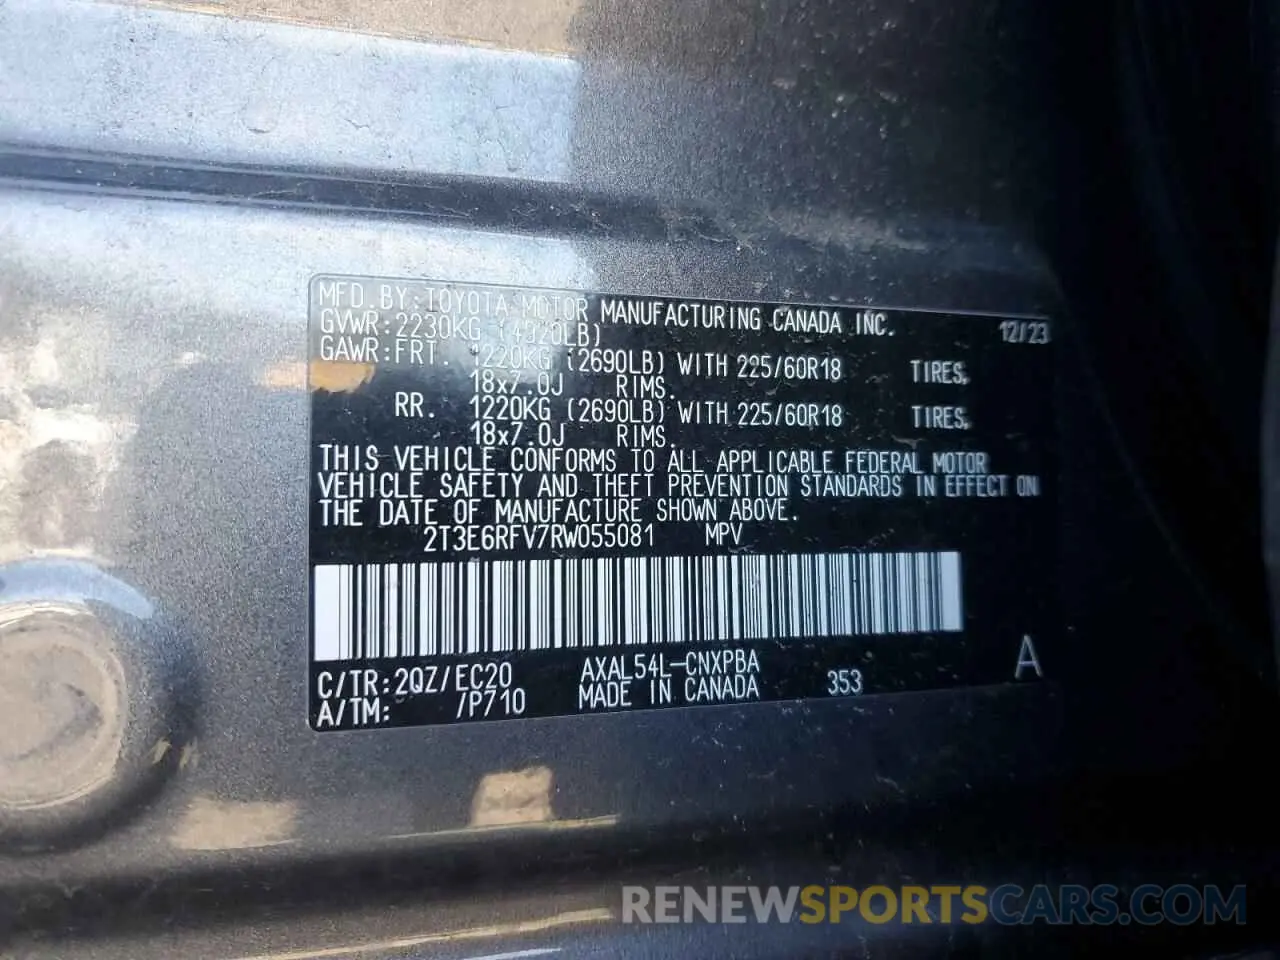 MFD.BY:TOYOTA MOTOR MANUFACTURING CANADA INC. 12/23
GVWR:2230KG (4920LB)
GAWR:FRT. 1220KG (2690LB) WITH 225/60R18 TIRES,
18x7.0J RIMS.
RR. 1220KG (2690LB) WITH 225/60R18 TIRES,
18x7.0J RIMS.
THIS VEHICLE CONFORMS TO ALL APPLICABLE FEDERAL MOTOR
VEHICLE SAFETY AND THEFT PREVENTION STANDARDS IN EFFECT ON
THE DATE OF MANUFACTURE SHOWN ABOVE.
2T3E6RFV7RW055081 MPV
C/TR:2QZ/EC20 AXAL54L-CNXPBA 353 A
A/TM: /P710 MADE IN CANADA
RENEWSPORTSCARS.COM